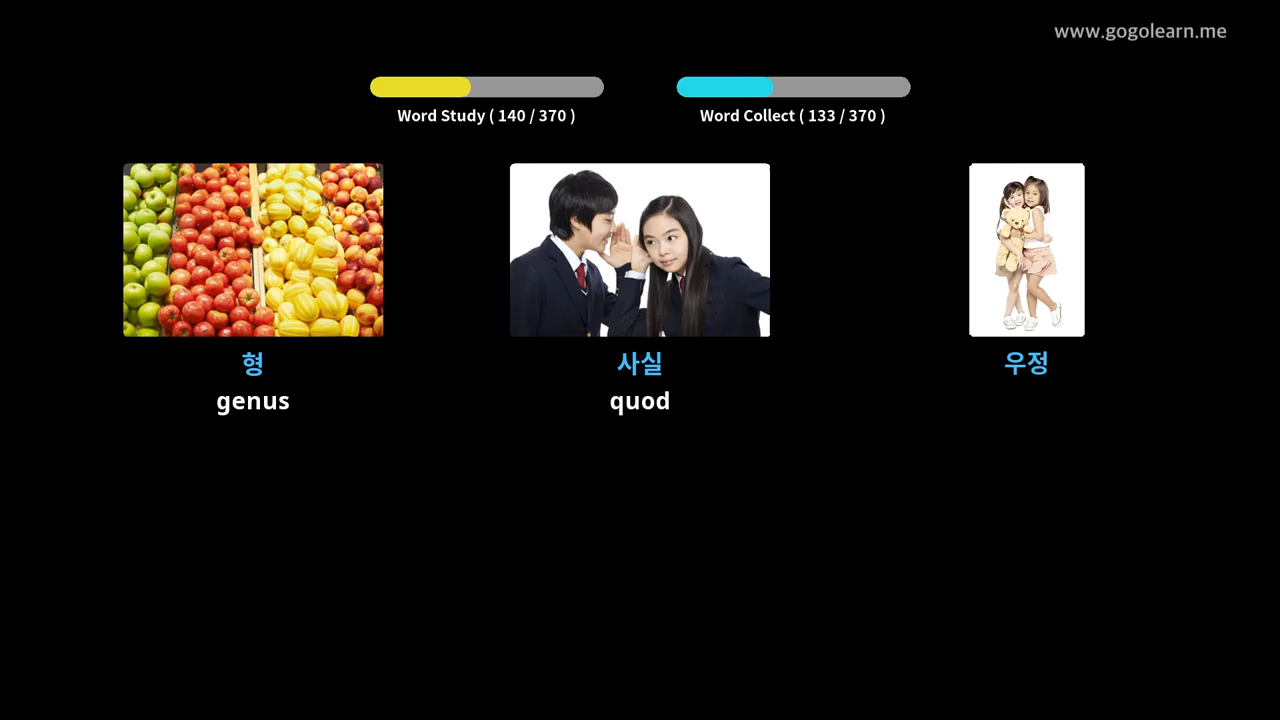 www.gogolearn.me
Word Study ( 140 / 370 )
Word Collect ( 133 / 370 )
형
genus
사실
quod
우정